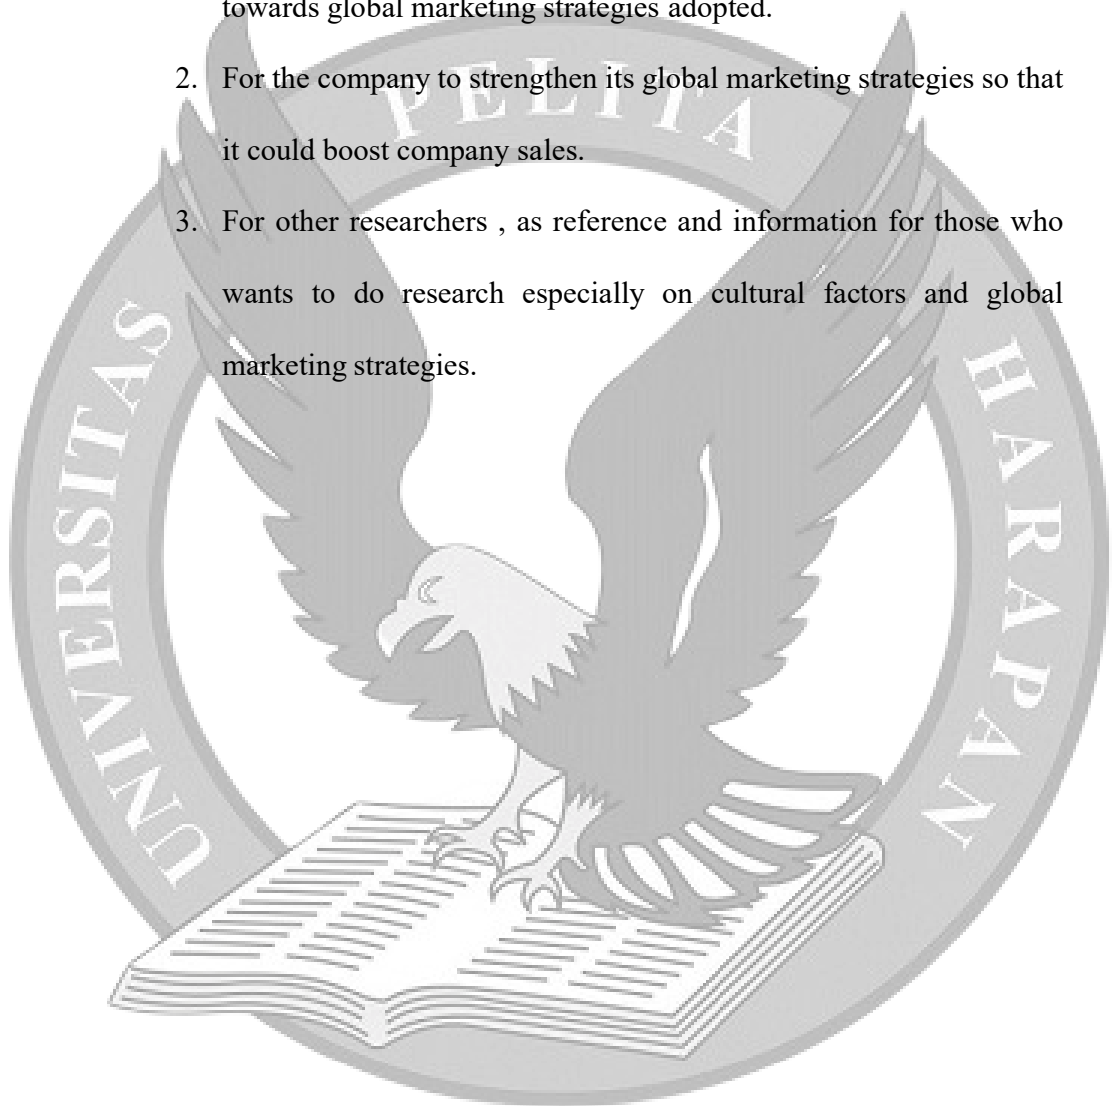 towards global marketing strategies adopted.
2. For the company to strengthen its global marketing strategies so that
it could boost company sales.
3. For other researchers , as reference and information for those who
wants to do research especially on cultural factors and global
marketing strategies.
UNIVERSITAS PELITA HARAPAN